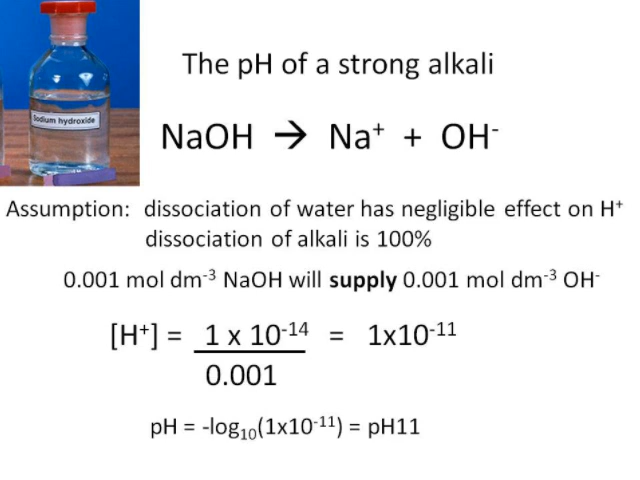 The pH of a strong alkali
Sodium hydroxide
NaOH → Na⁺ + OH⁻
Assumption: dissociation of water has negligible effect on H⁺
dissociation of alkali is 100%
0.001 mol dm⁻³ NaOH will supply 0.001 mol dm⁻³ OH⁻
[H⁺] = 1 x 10⁻¹⁴ = 1x10⁻¹¹
0.001
pH = -log₁₀(1x10⁻¹¹) = pH11